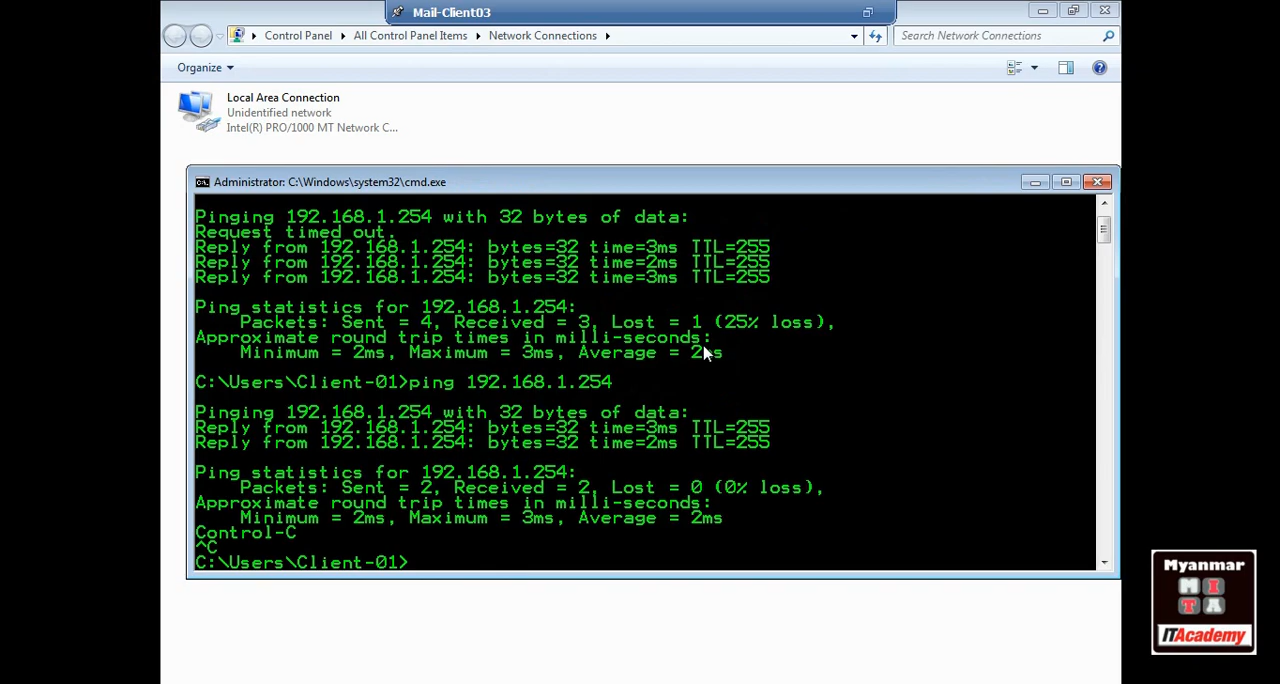 Mail-Client03
Control Panel
All Control Panel Items
Network Connections
Search Network Connections
Organize
Local Area Connection
Unidentified network
Intel(R) PRO/1000 MT Network C...
Administrator: C:\Windows\system32\cmd.exe
Pinging 192.168.1.254 with 32 bytes of data:
Request timed out.
Reply from 192.168.1.254: bytes=32 time=3ms TTL=255
Reply from 192.168.1.254: bytes=32 time=2ms TTL=255
Reply from 192.168.1.254: bytes=32 time=3ms TTL=255
Ping statistics for 192.168.1.254:
Packets: Sent = 4, Received = 3, Lost = 1 (25% loss),
Approximate round trip times in milli-seconds:
Minimum = 2ms, Maximum = 3ms, Average = 2ms
C:\Users\Client-01>ping 192.168.1.254
Pinging 192.168.1.254 with 32 bytes of data:
Reply from 192.168.1.254: bytes=32 time=3ms TTL=255
Reply from 192.168.1.254: bytes=32 time=2ms TTL=255
Ping statistics for 192.168.1.254:
Packets: Sent = 2, Received = 2, Lost = 0 (0% loss),
Approximate round trip times in milli-seconds:
Minimum = 2ms, Maximum = 3ms, Average = 2ms
Control-C
^C
C:\Users\Client-01>
Myanmar
M I
T A
ITAcademy